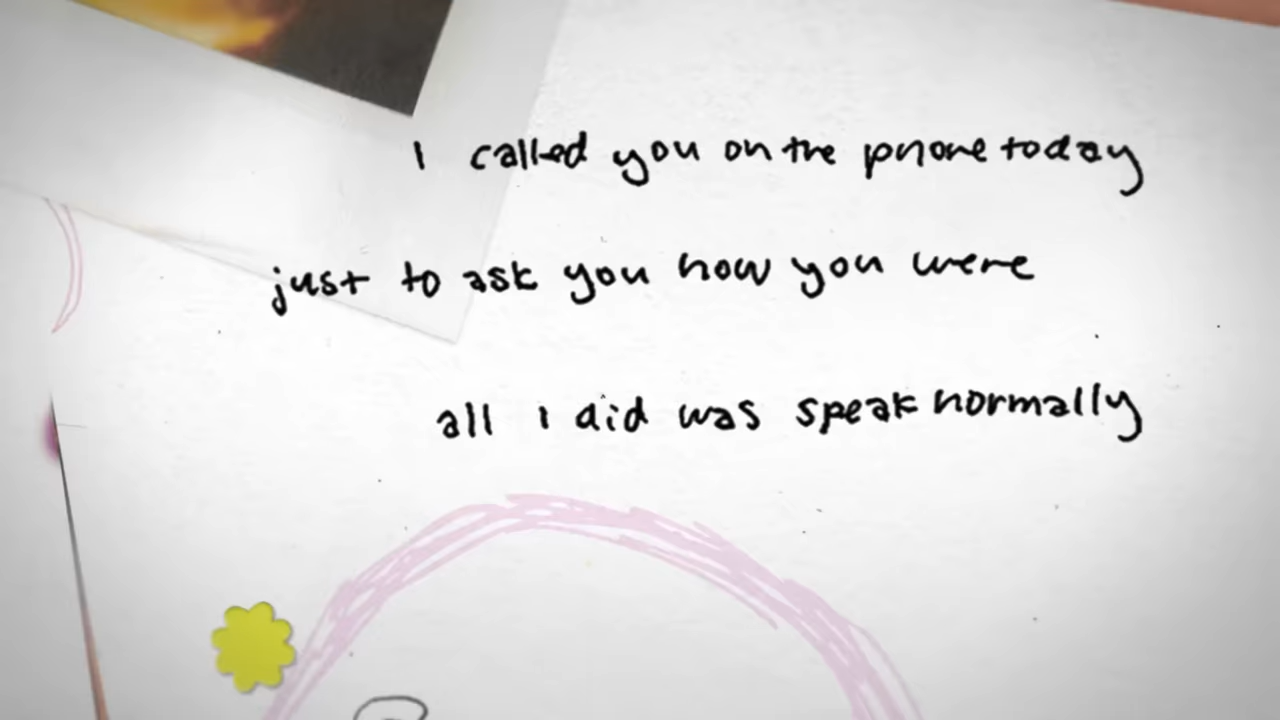 I called you on the phone today
just to ask you how you were
all I did was speak normally